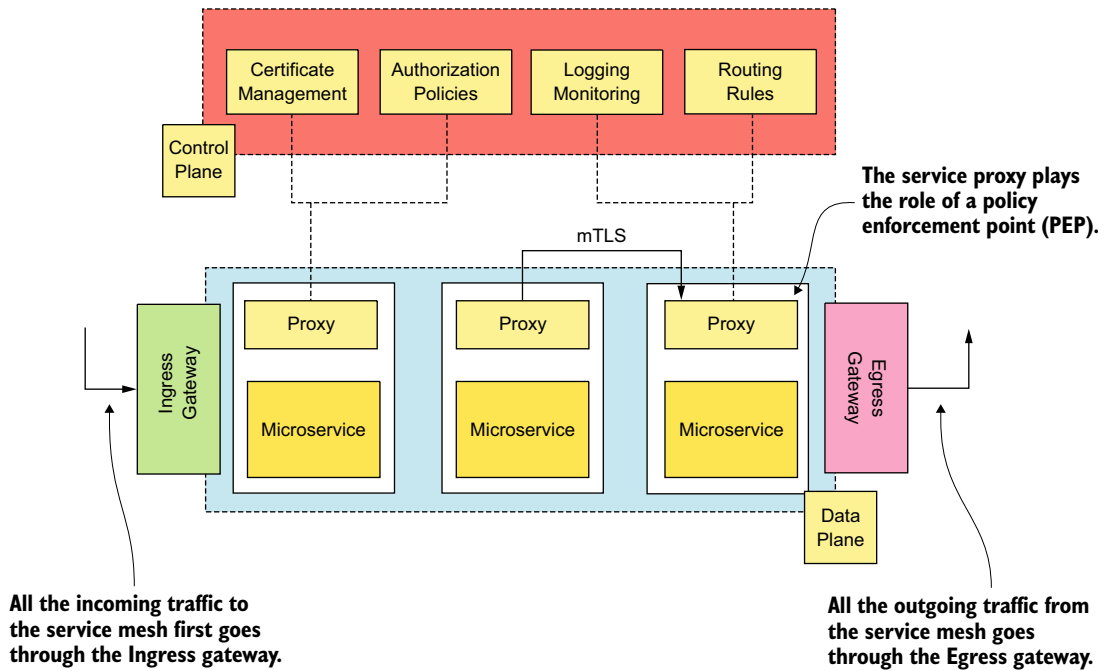 Certificate
Management
Authorization
Policies
Logging
Monitoring
Routing
Rules
Control
Plane
The service proxy plays
the role of a policy
enforcement point (PEP).
mTLS
Ingress
Gateway
Proxy
Microservice
Proxy
Microservice
Proxy
Microservice
Egress
Gateway
Data
Plane
All the incoming traffic to
the service mesh first goes
through the Ingress gateway.
All the outgoing traffic from
the service mesh goes
through the Egress gateway.